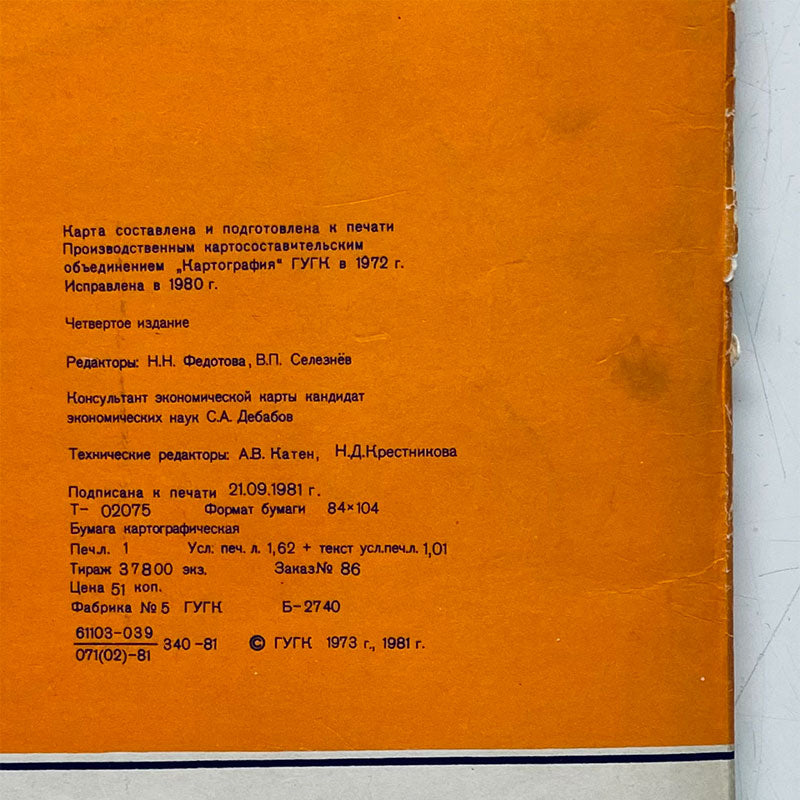 Карта составлена и подготовлена к печати
Производственным картосоставительским
объединением „Картография“ ГУГК в 1972 г.
Исправлена в 1980 г.
Четвертое издание
Редакторы: Н.Н. Федотова, В.П. Селезнёв
Консультант экономической карты кандидат
экономических наук С.А. Дебабов
Технические редакторы: А.В. Катен, Н.Д.Крестникова
Подписана к печати 21.09.1981 г.
Т- 02075 Формат бумаги 84×104
Бумага картографическая
Печ.л. 1 Усл. печ. л. 1,62 + текст усл.печ.л. 1,01
Тираж 37800 экз. Заказ.№ 86
Цена 51 коп.
Фабрика № 5 ГУГК Б-2740
61103-039
071(02)-81 340-81 © ГУГК 1973 г., 1981 г.